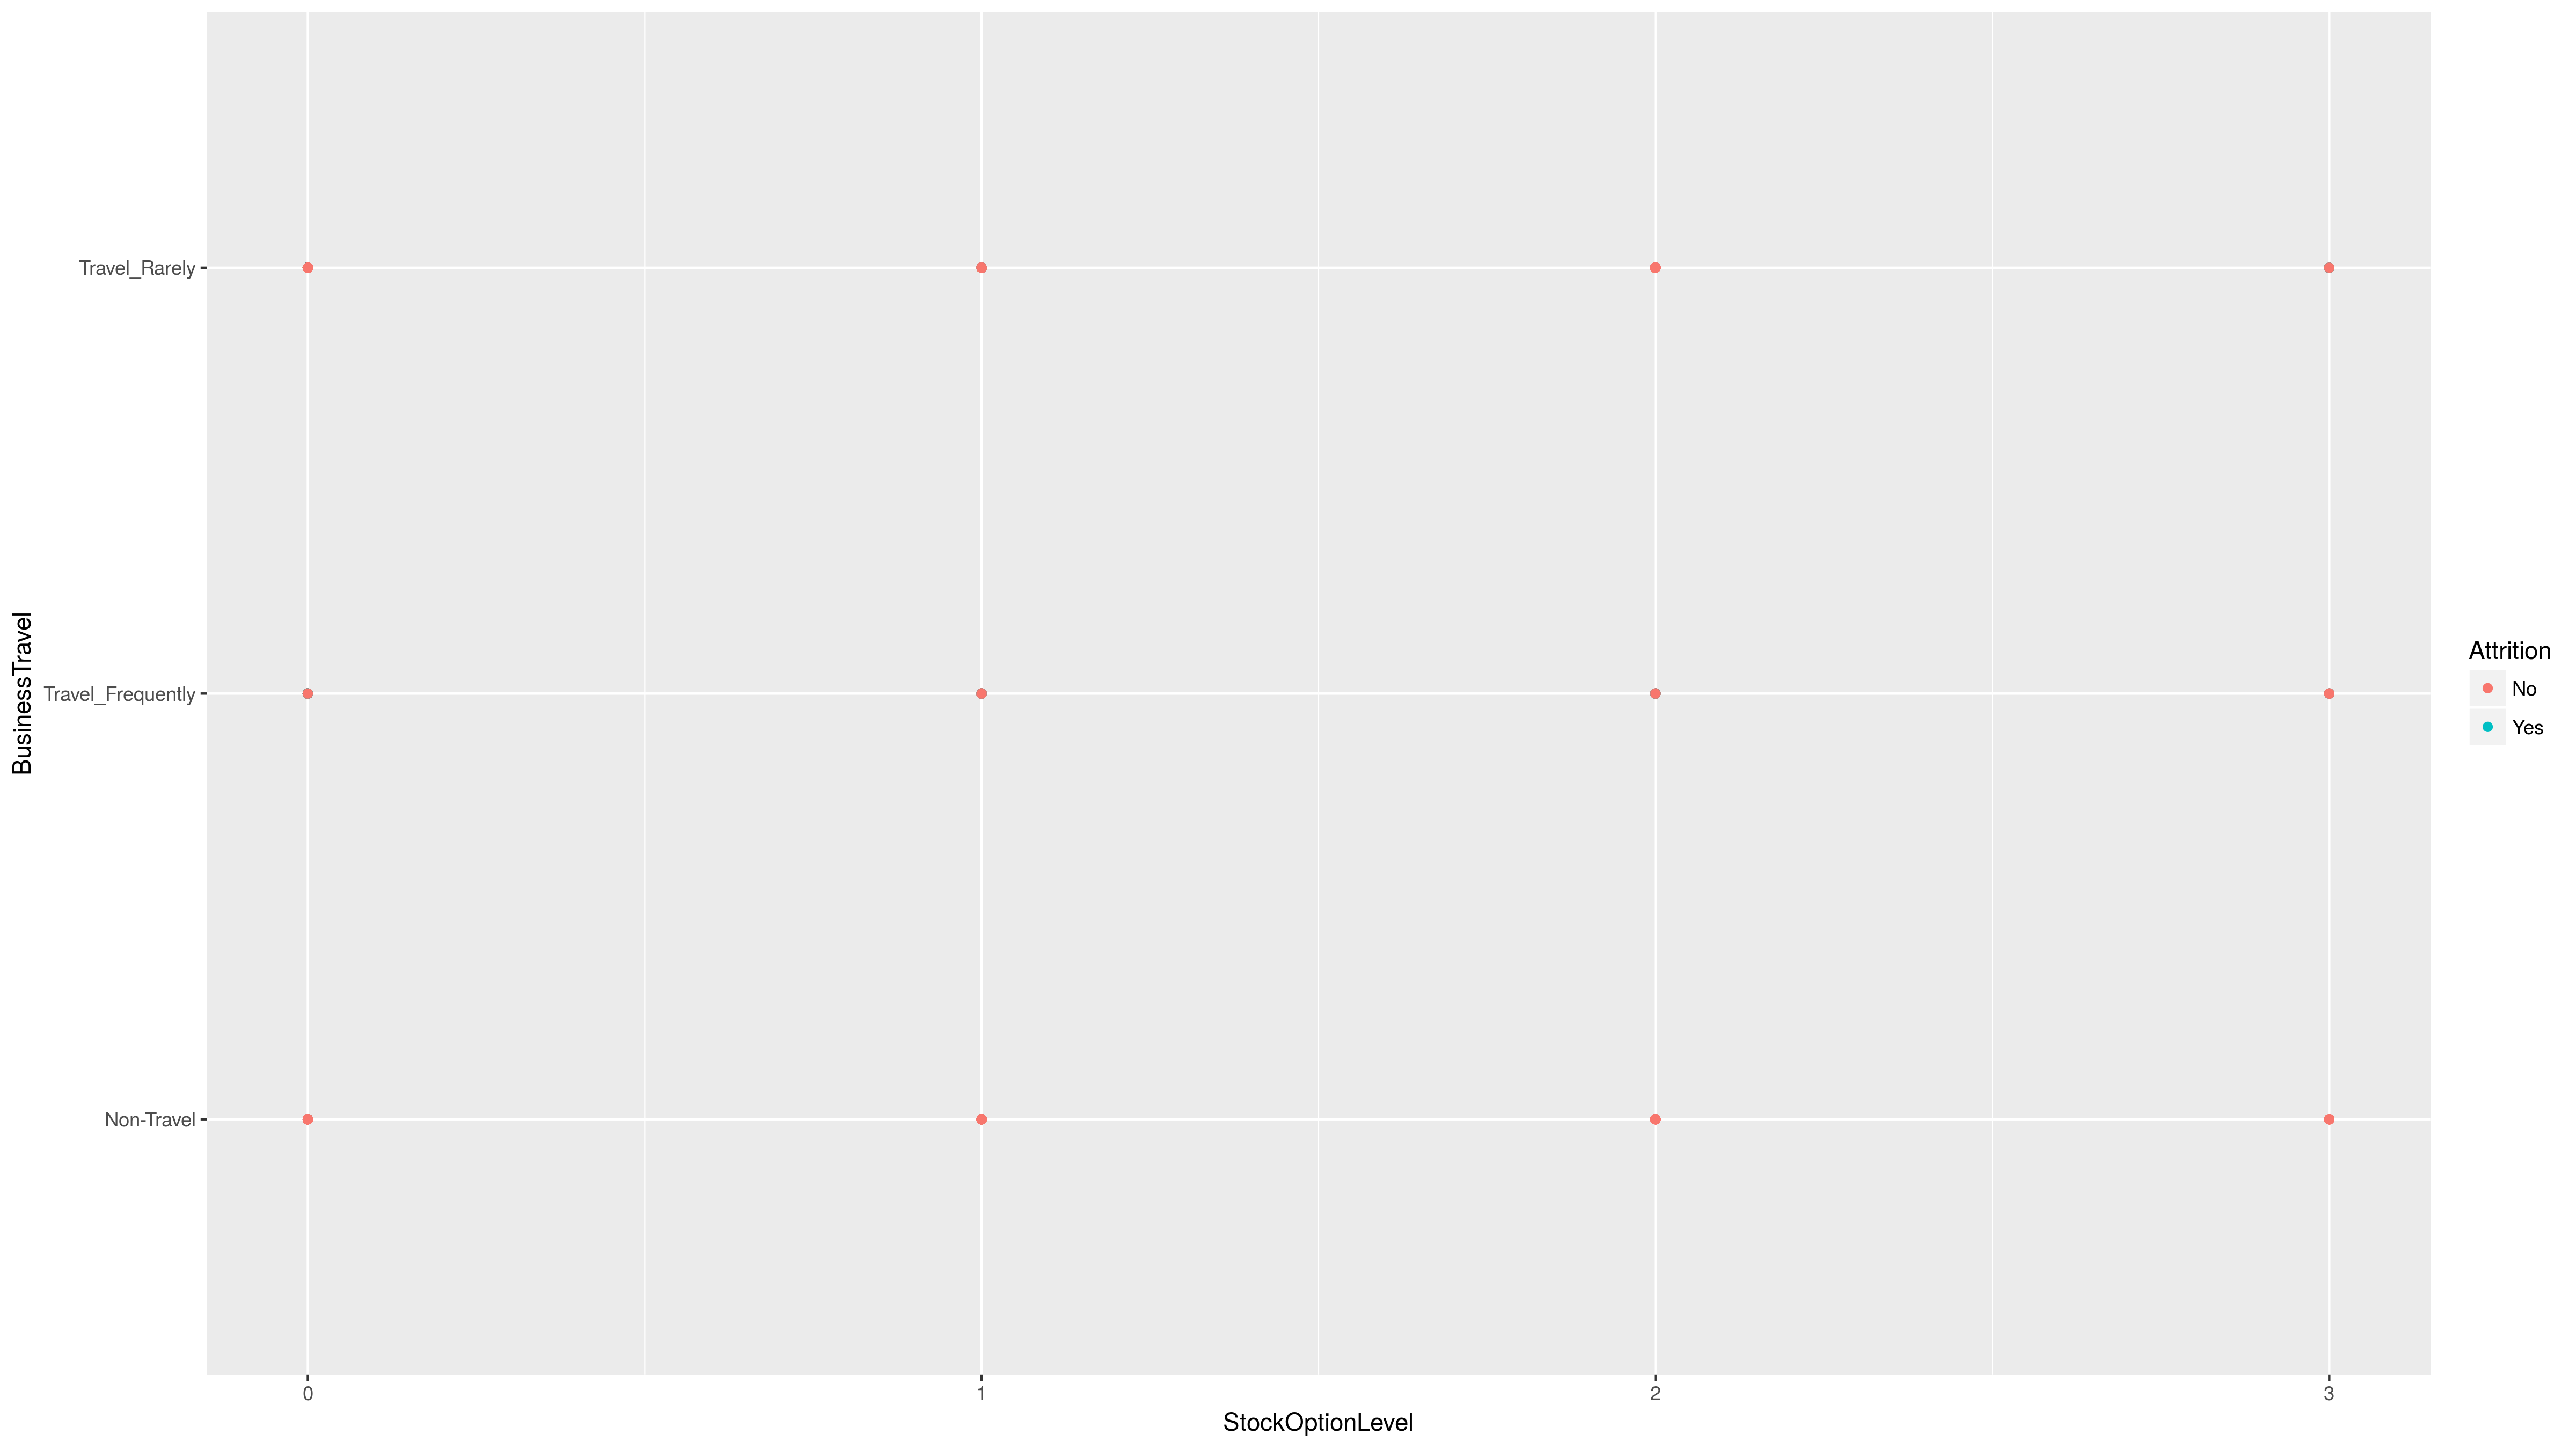 BusinessTravel
Travel_Rarely
Travel_Frequently
Non-Travel
0
1
2
3
StockOptionLevel
Attrition
No
Yes